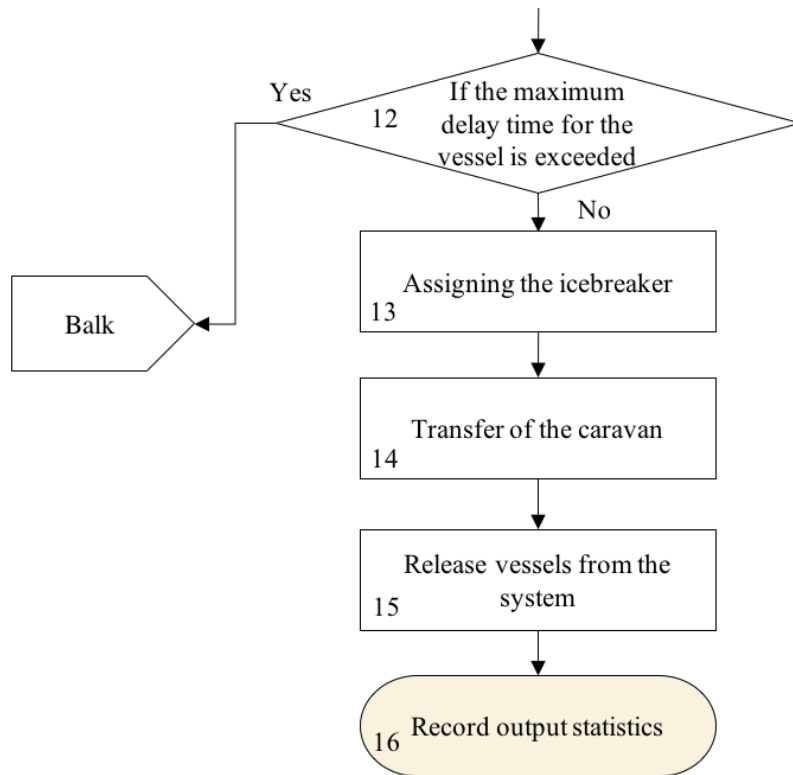 Yes
12
If the maximum
delay time for the
vessel is exceeded
No
Balk
Assigning the icebreaker
13
Transfer of the caravan
14
Release vessels from the
system
15
Record output statistics
16